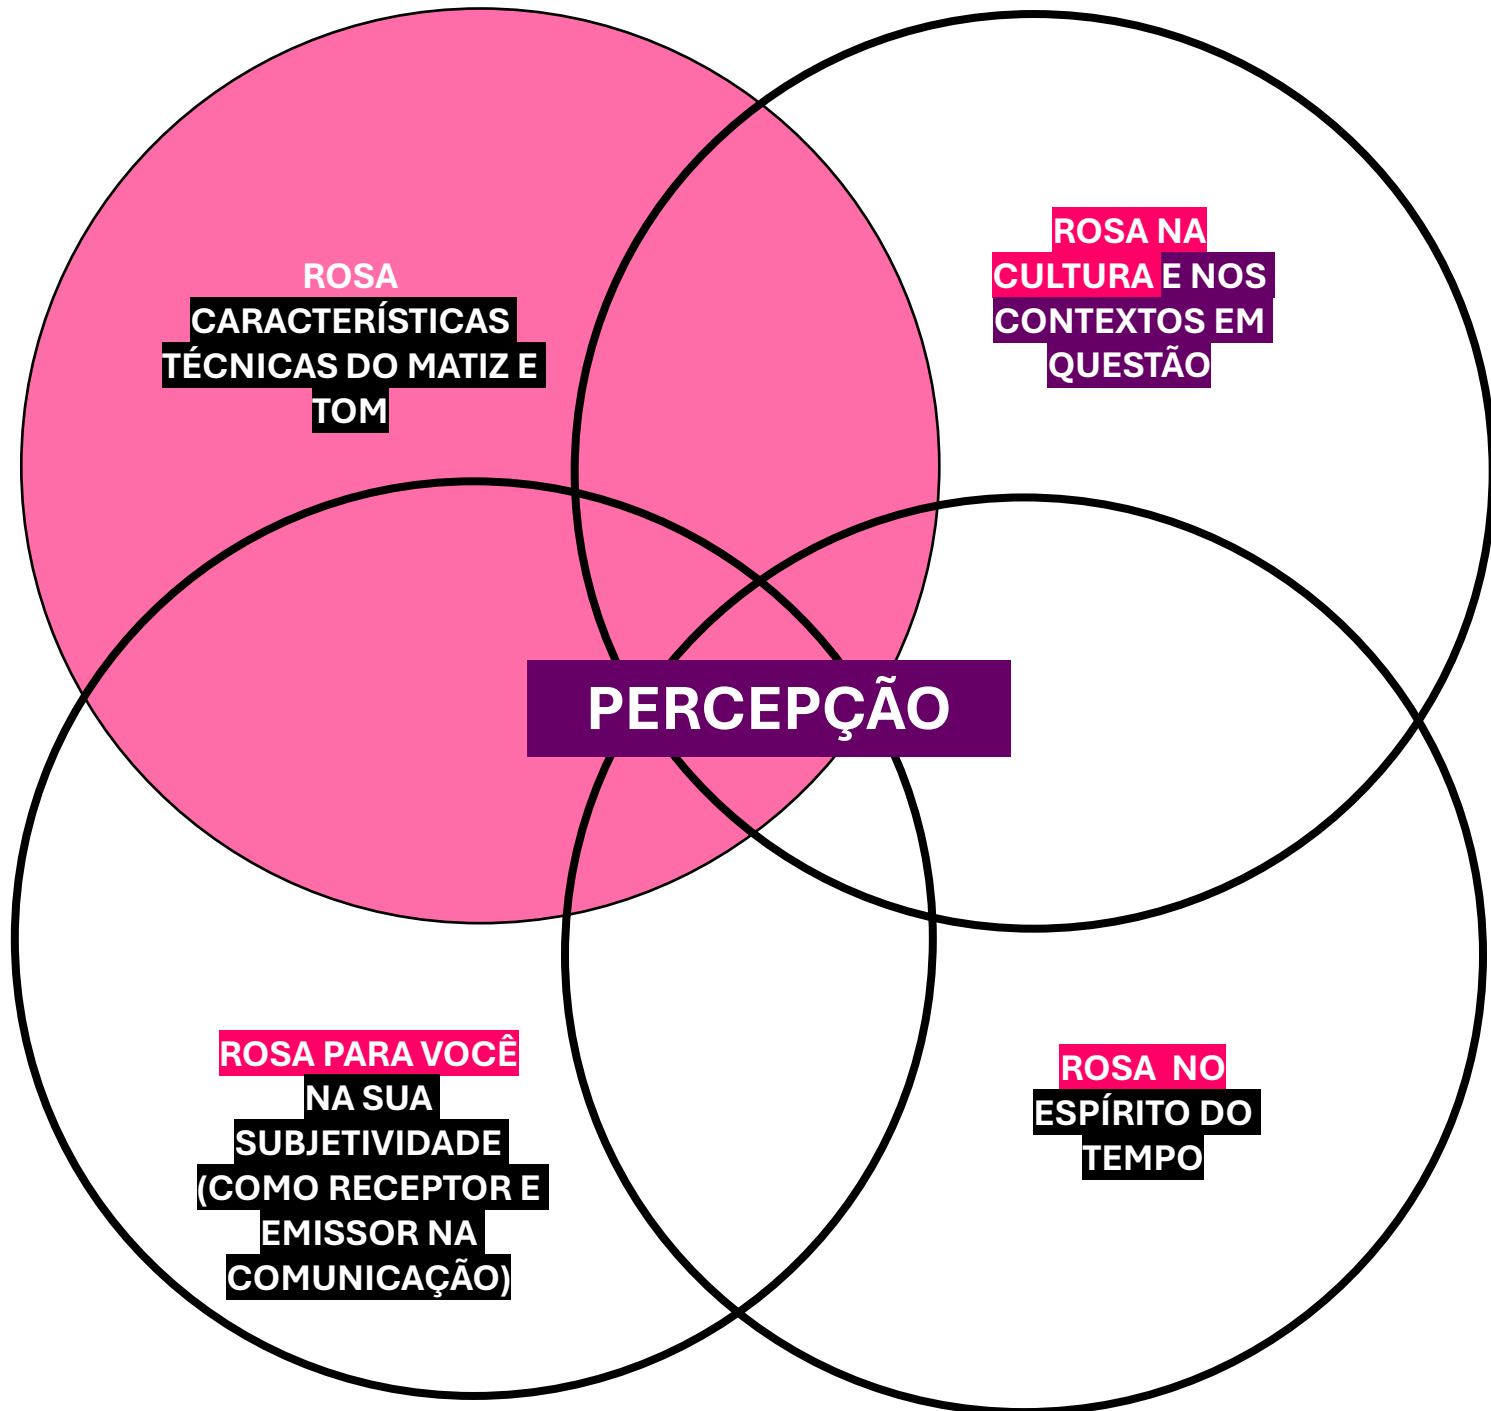 ROSA
CARACTERÍSTICAS
TÉCNICAS DO MATIZ E
TOM
ROSA NA
CULTURA E NOS
CONTEXTOS EM
QUESTÃO
PERCEPÇÃO
ROSA PARA VOCÊ
NA SUA
SUBJETIVIDADE
(COMO RECEPTOR E
EMISSOR NA
COMUNICAÇÃO)
ROSA NO
ESPÍRITO DO
TEMPO